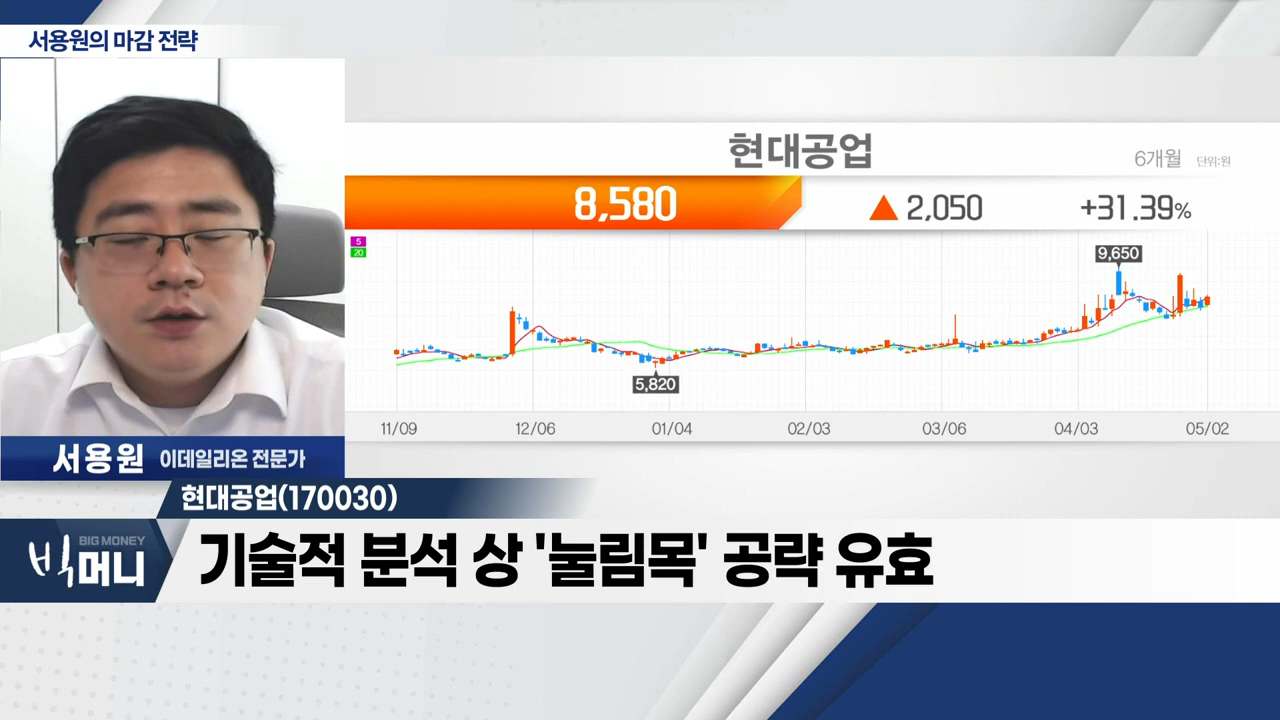 서용원의 마감 전략
현대공업
6개월 단위:원
8,580 ▲ 2,050 +31.39%
5
20
9,650
5,820
11/09 12/06 01/04 02/03 03/06 04/03 05/02
서용원 이데일리온 전문가
현대공업(170030)
BIG MONEY
빅머니
기술적 분석 상 '눌림목' 공략 유효